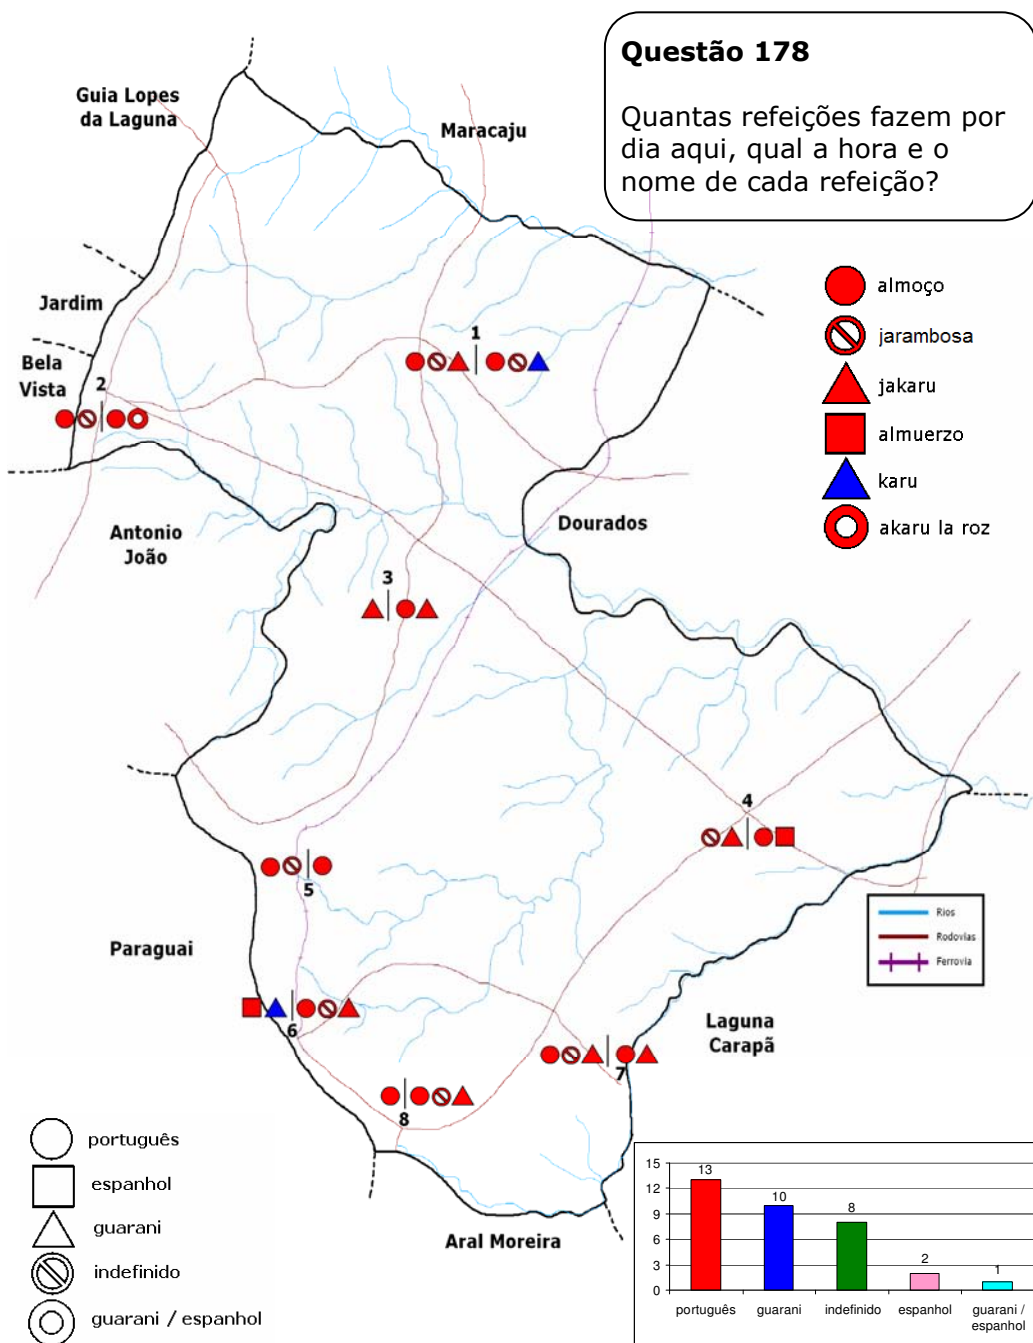 Questão 178
Quantas refeições fazem por
dia aqui, qual a hora e o
nome de cada refeição?
Guia Lopes
da Laguna
Maracaju
almoço
jarambosa
jakaru
almuerzo
karu
akaru la roz
Jardim
Bela
Vista
1
2
Antonio
João
Dourados
3
4
5
Rios
Rodovias
Ferrovia
Paraguai
6
Laguna
Carapã
7
8
Aral Moreira
português
espanhol
guarani
indefinido
guarani / espanhol
15
12
9
6
3
0
13
10
8
2
1
português
guarani
indefinido
espanhol
guarani /
espanhol